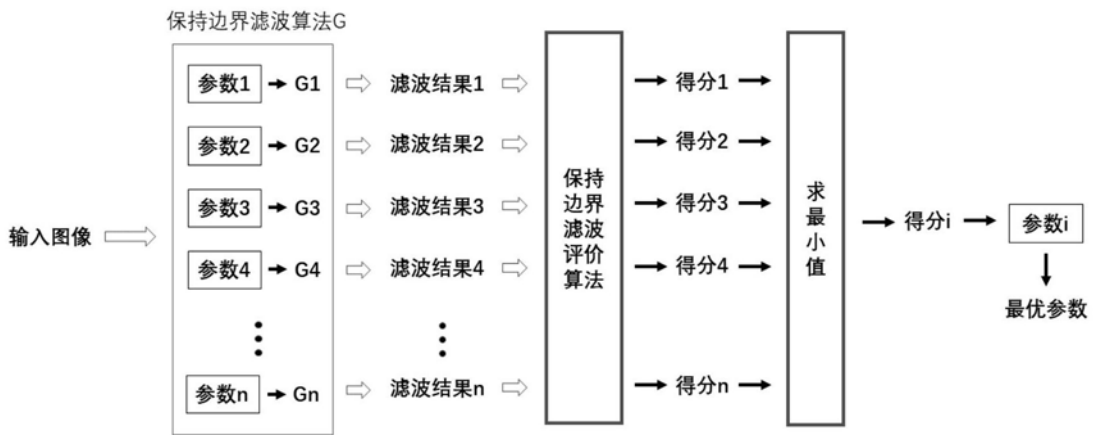 保持边界滤波算法G
参数1 G1 滤波结果1 得分1
参数2 G2 滤波结果2 得分2
参数3 G3 滤波结果3 得分3
输入图像
参数4 G4 滤波结果4 得分4
参数n Gn 滤波结果n 得分n
保持
边界
滤波
评价
算法
求
最
小
值
得分i 参数i
最优参数